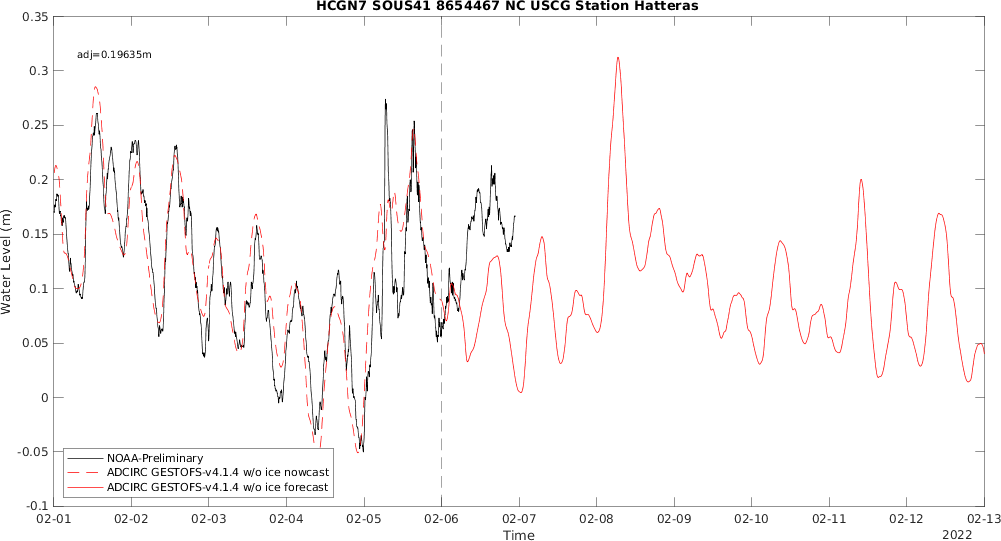 HCGN7 SOUS41 8654467 NC USCG Station Hatteras
0.35
0.3
0.25
0.2
0.15
0.1
0.05
0
-0.05
-0.1
Water Level (m)
adj=0.19635m
NOAA-Preliminary
ADCIRC GESTOFS-v4.1.4 w/o ice nowcast
ADCIRC GESTOFS-v4.1.4 w/o ice forecast
02-01 02-02 02-03 02-04 02-05 02-06 02-07 02-08 02-09 02-10 02-11 02-12 02-13
Time
2022